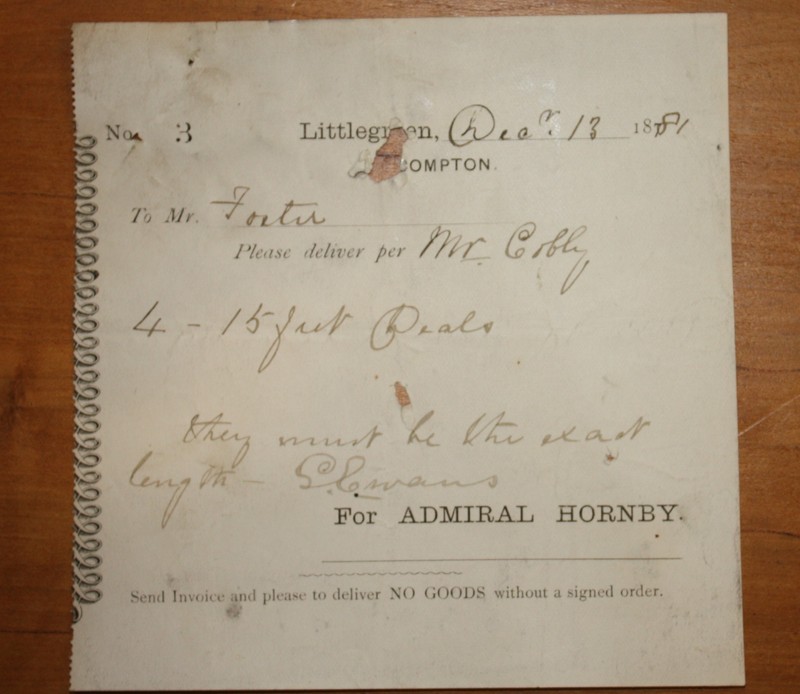 No. 3 Littlegreen, Decr. 13 1881
COMPTON.
To Mr. Foster
Please deliver per Mr Cobby
4 - 15 feet Deals
they must be the exact
length - G. Evans
For ADMIRAL HORNBY.
Send Invoice and please to deliver NO GOODS without a signed order.